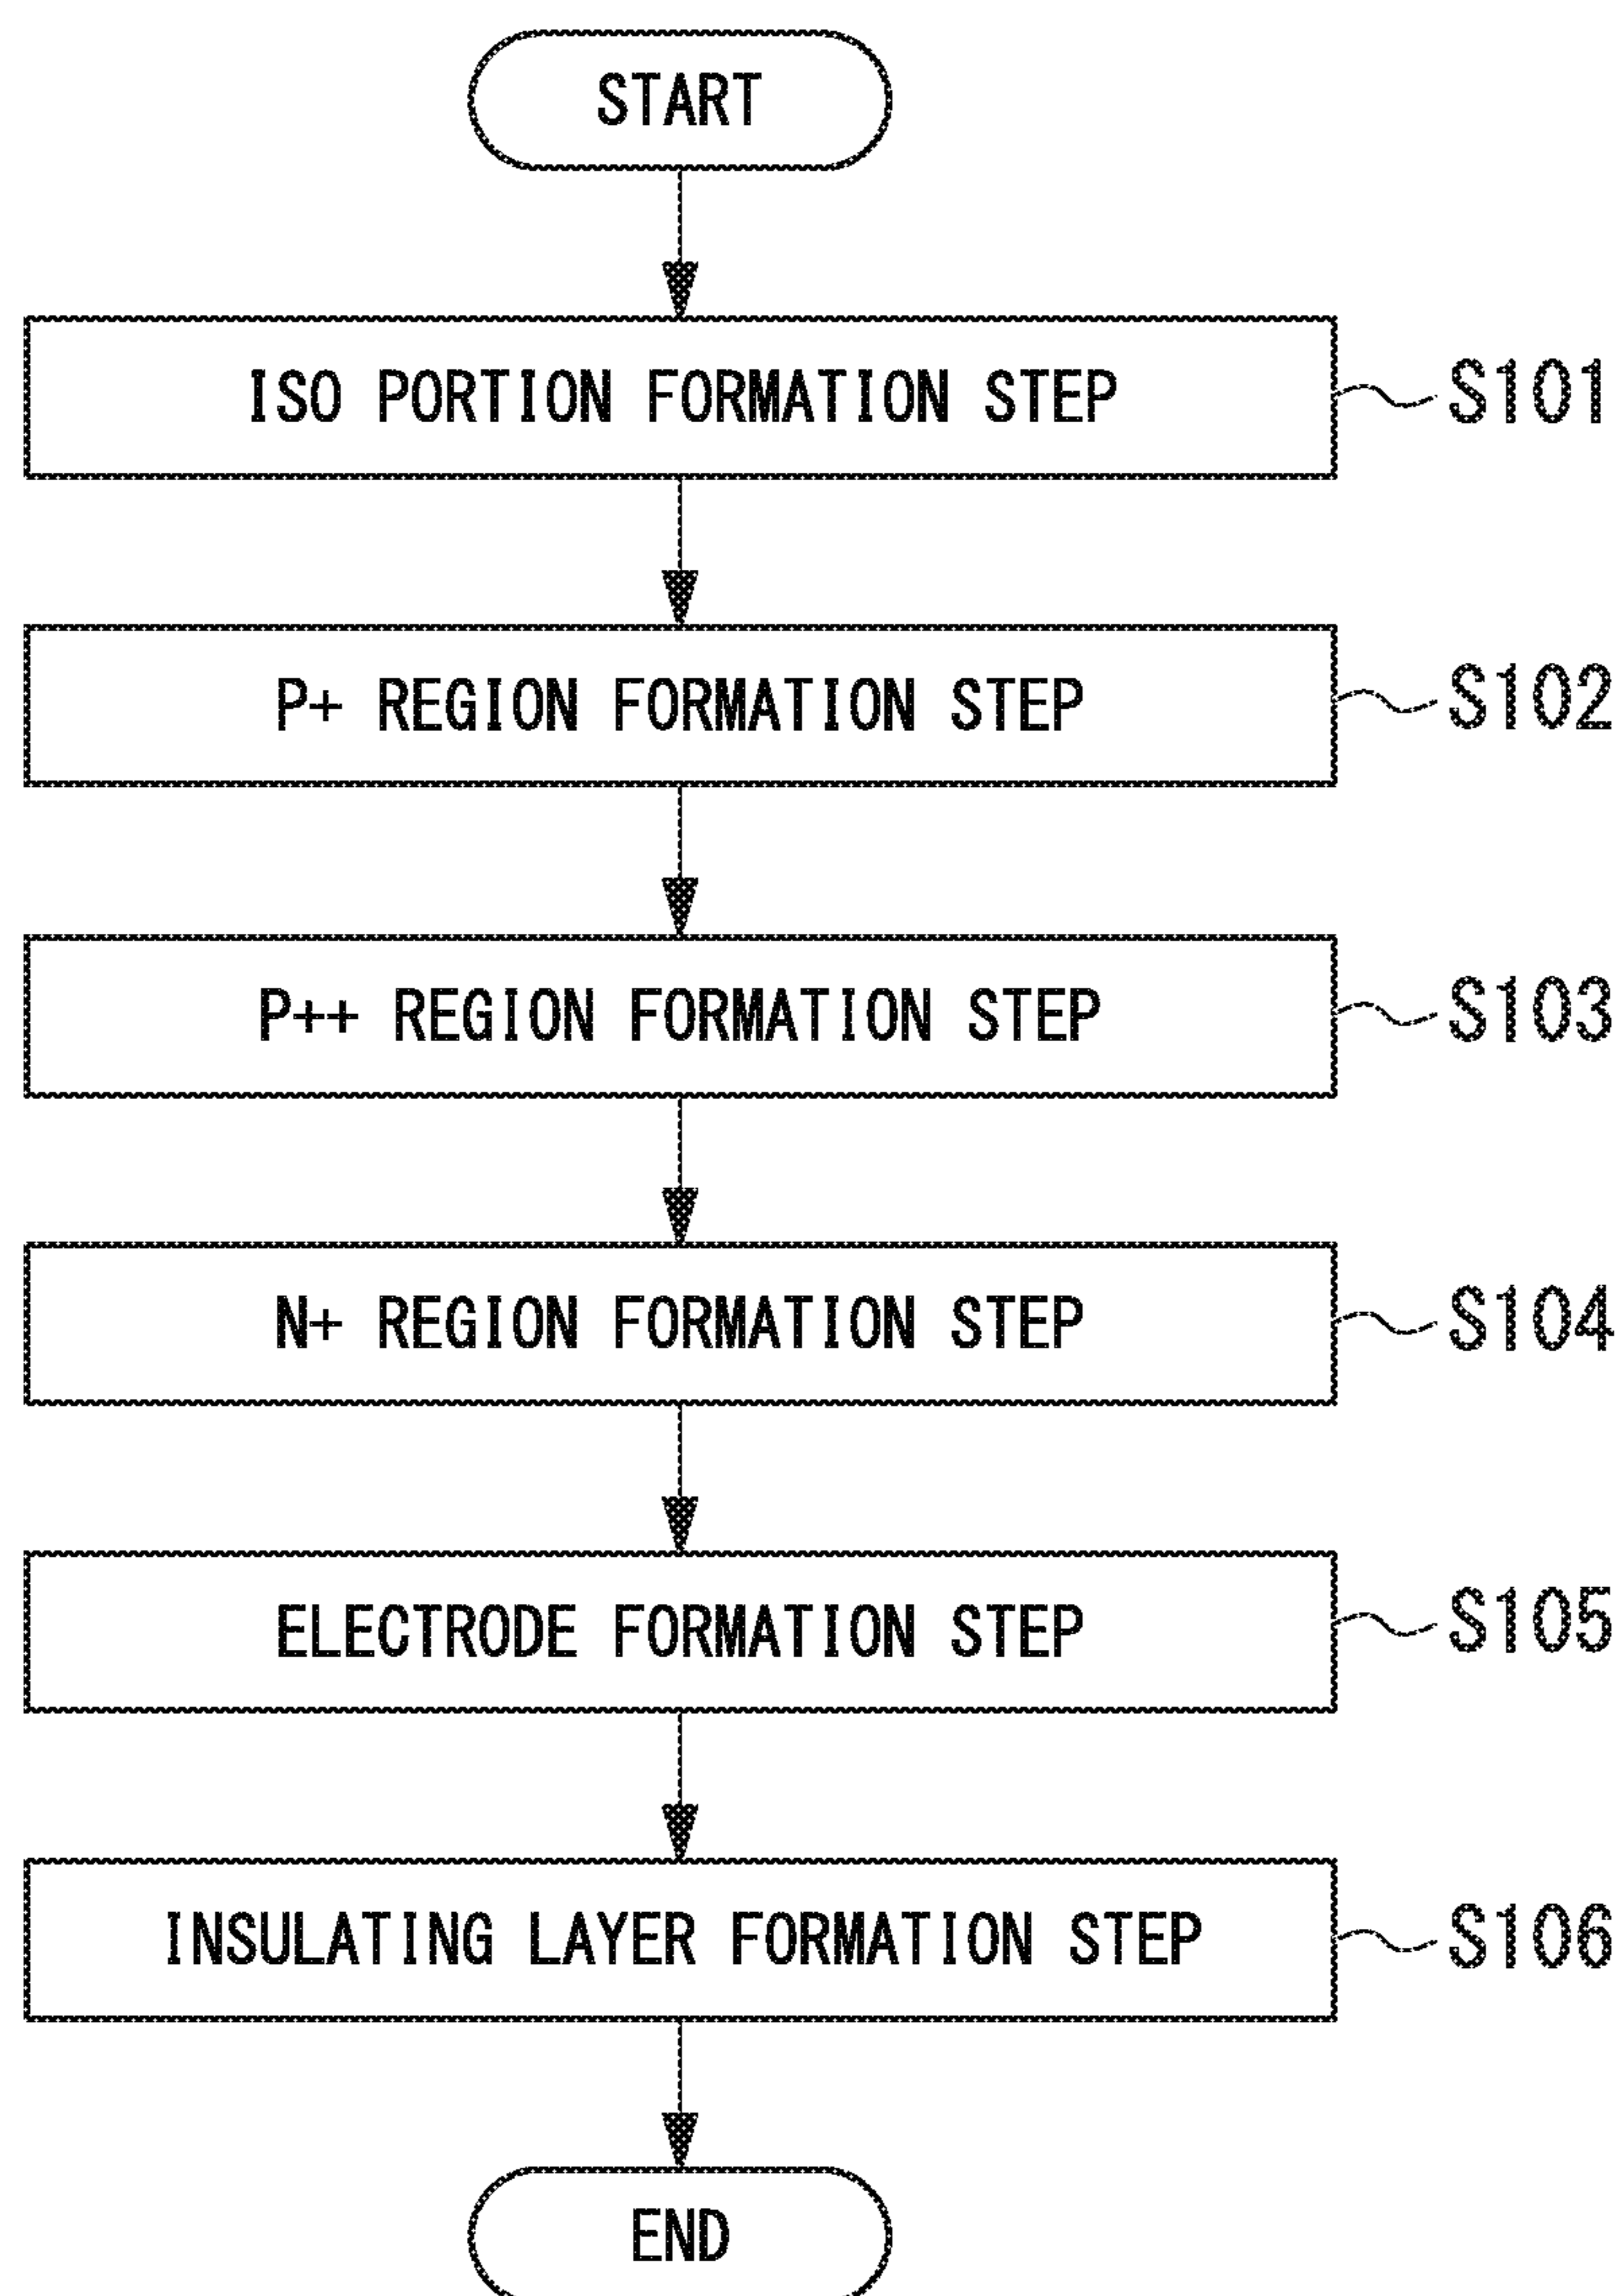 START
ISO PORTION FORMATION STEP
S101
P+ REGION FORMATION STEP
S102
P++ REGION FORMATION STEP
S103
N+ REGION FORMATION STEP
S104
ELECTRODE FORMATION STEP
S105
INSULATING LAYER FORMATION STEP
S106
END